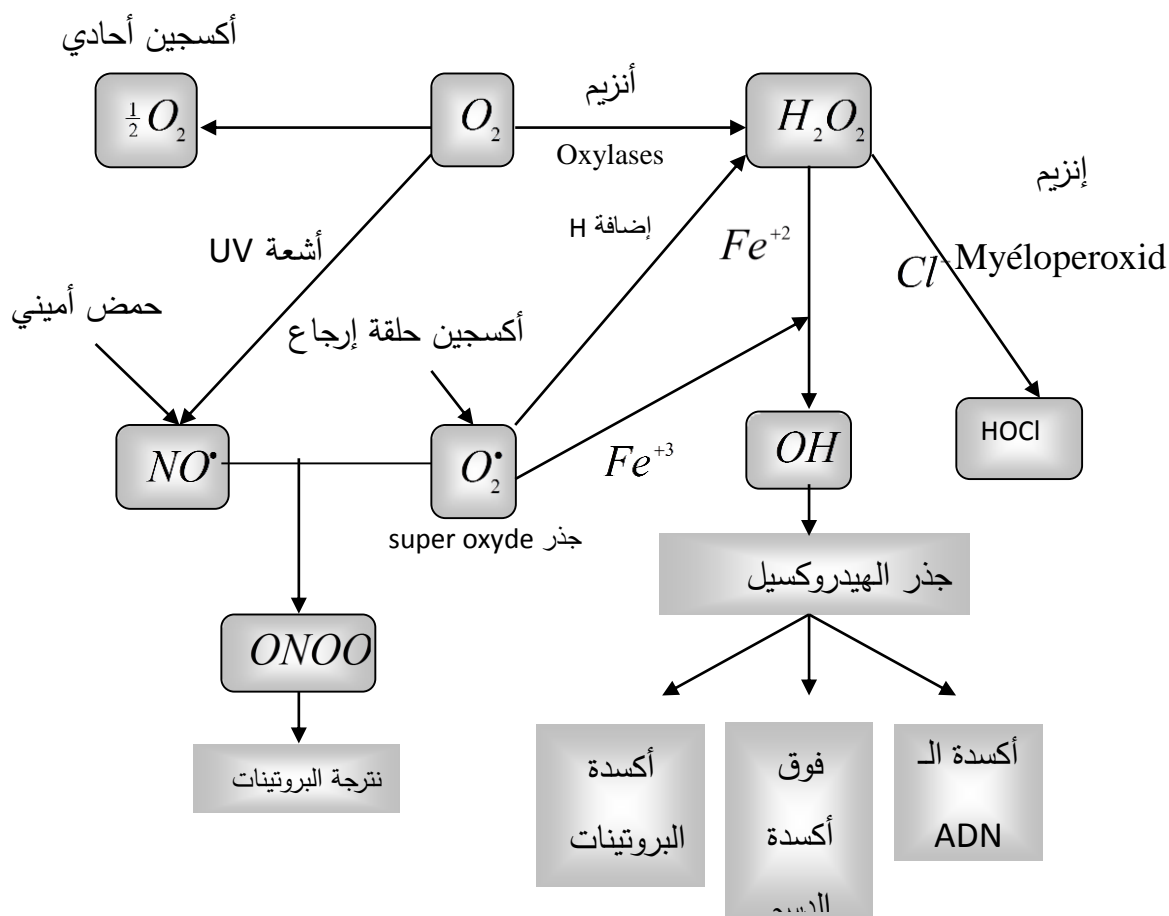 أكسجين أحادي
½ O₂
O₂
أنزيم
Oxylases
H₂O₂
إنزيم
Myéloperoxid
Cl⁻
أشعة UV
إضافة H
Fe⁺²
حمض أميني
أكسجين حلقة إرجاع
NO•
O₂•
Fe⁺³
OH
HOCl
جذر super oxyde
جذر الهيدروكسيل
ONOO
نترجة البروتينات
أكسدة
البروتينات
فوق
أكسدة
أكسدة الـ
ADN